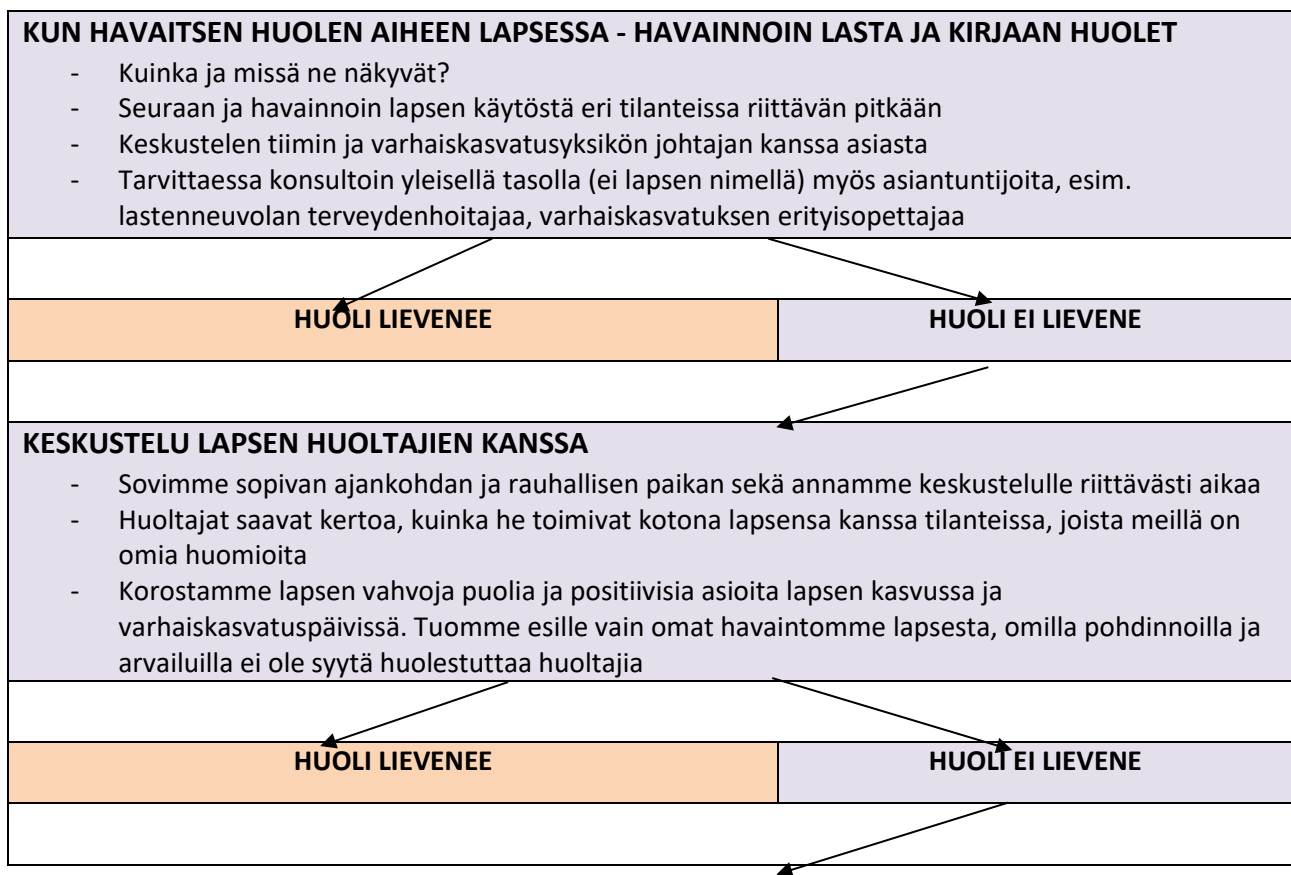 KUN HAVAITSEN HUOLEN AIHEEN LAPSESSA - HAVAINNOIN LASTA JA KIRJAAN HUOLET
- Kuinka ja missä ne näkyvät?
- Seuraan ja havainnoin lapsen käytöstä eri tilanteissa riittävän pitkään
- Keskustelen tiimin ja varhaiskasvatusyksikön johtajan kanssa asiasta
- Tarvittaessa konsultoin yleisellä tasolla (ei lapsen nimellä) myös asiantuntijoita, esim.
lastenneuvolan terveydenhoitajaa, varhaiskasvatuksen erityisopettajaa
HUOLI LIEVENEE
HUOLI EI LIEVENE
KESKUSTELU LAPSEN HUOLTAJIEN KANSSA
- Sovimme sopivan ajankohdan ja rauhallisen paikan sekä annamme keskustelulle riittävästi aikaa
- Huoltajat saavat kertoa, kuinka he toimivat kotona lapsensa kanssa tilanteissa, joista meillä on
omia huomioita
- Korostamme lapsen vahvoja puolia ja positiivisia asioita lapsen kasvussa ja
varhaiskasvatuspäivissä. Tuomme esille vain omat havaintomme lapsesta, omilla pohdinnoilla ja
arvailuilla ei ole syytä huolestuttaa huoltajia
HUOLI LIEVENEE
HUOLI EI LIEVENE